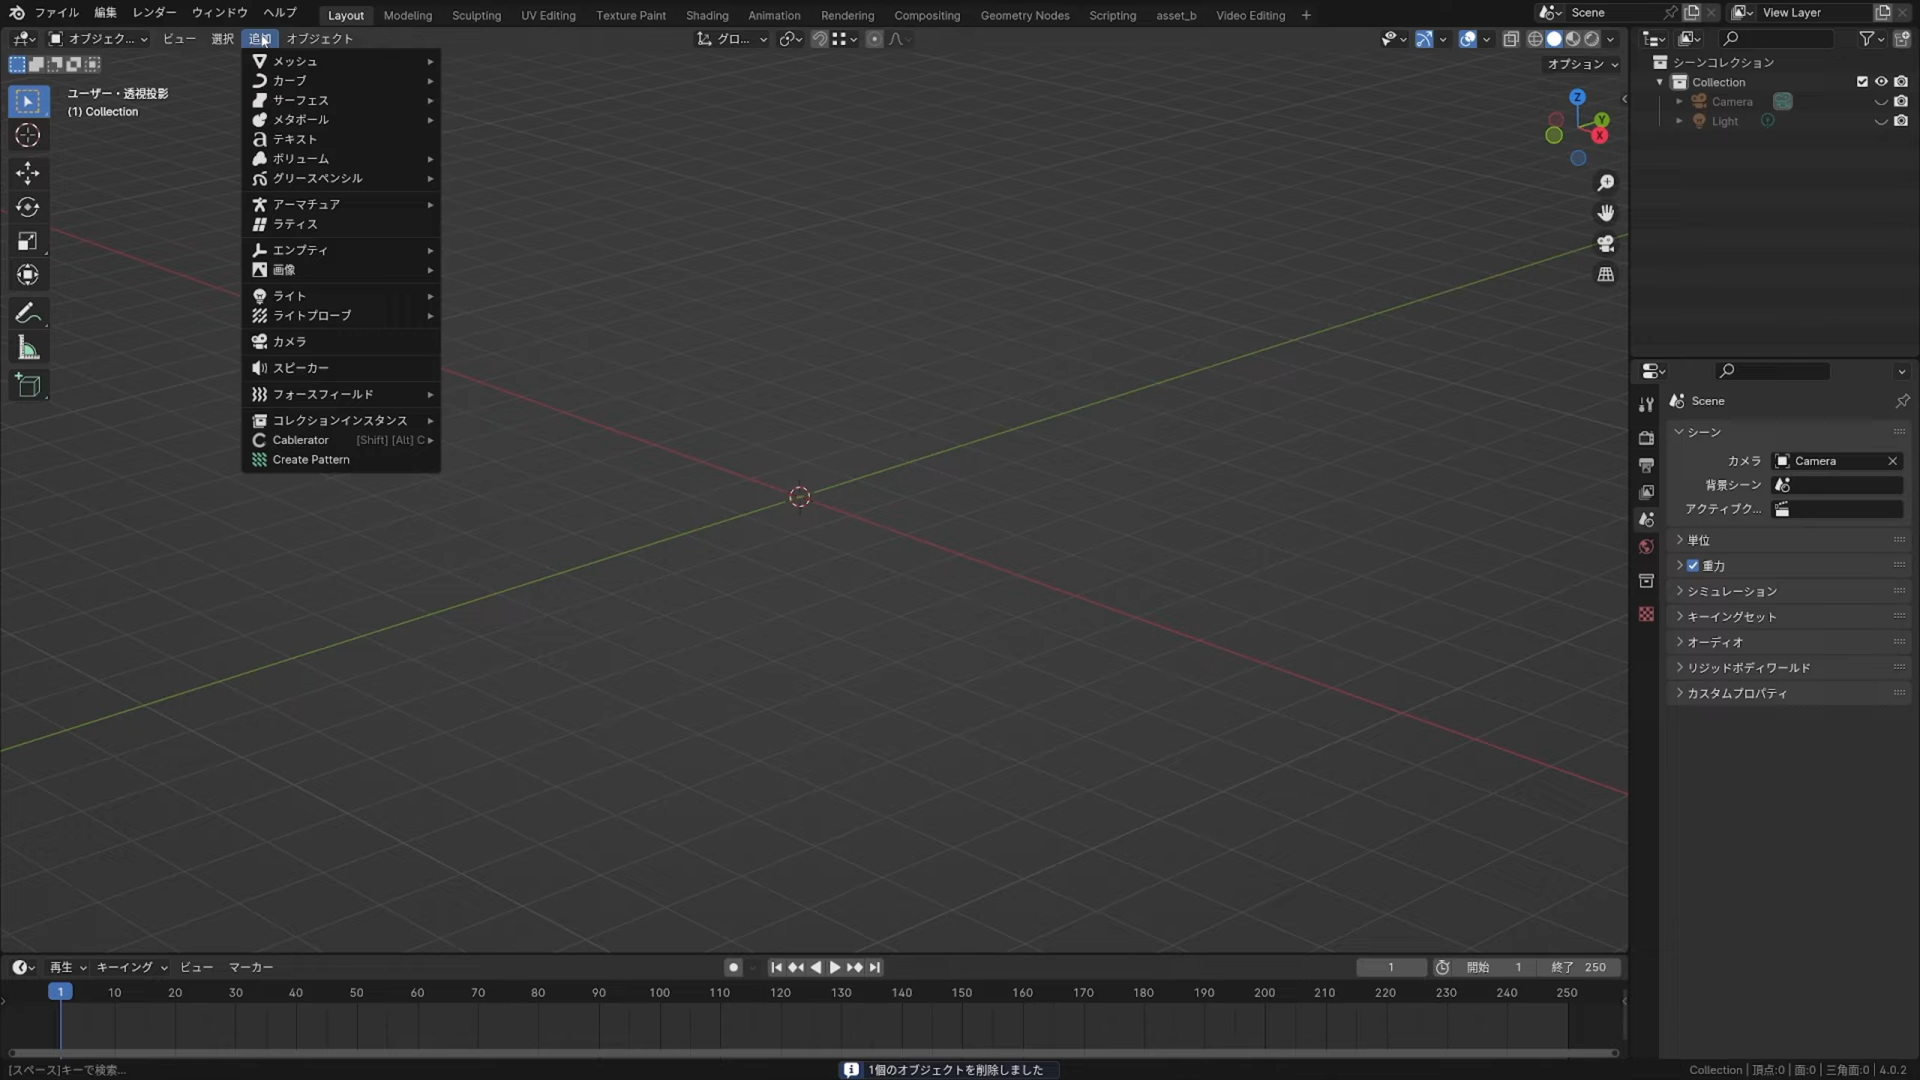 ファイル 編集 レンダー ウィンドウ ヘルプ Layout Modeling Sculpting UV Editing Texture Paint Shading Animation Rendering Compositing Geometry Nodes Scripting asset_b Video Editing + Scene View Layer
オブジェク... ビュー 選択 追加 オブジェクト グロ...
オプション
ユーザー・透視投影
(1) Collection
メッシュ
カーブ
サーフェス
メタボール
テキスト
ボリューム
グリースペンシル
アーマチュア
ラティス
エンプティ
画像
ライト
ライトプローブ
カメラ
スピーカー
フォースフィールド
コレクションインスタンス
Cablerator [Shift] [Alt] C
Create Pattern
Z
Y
X
シーンコレクション
Collection
Camera
Light
Scene
シーン
カメラ Camera
背景シーン
アクティブク...
単位
重力
シミュレーション
キーイングセット
オーディオ
リジッドボディワールド
カスタムプロパティ
再生 キーイング ビュー マーカー 1 開始 1 終了 250
1 10 20 30 40 50 60 70 80 90 100 110 120 130 140 150 160 170 180 190 200 210 220 230 240 250
[スペース]キーで検索... 1個のオブジェクトを削除しました Collection | 頂点:0 | 面:0 | 三角面:0 | 4.0.2